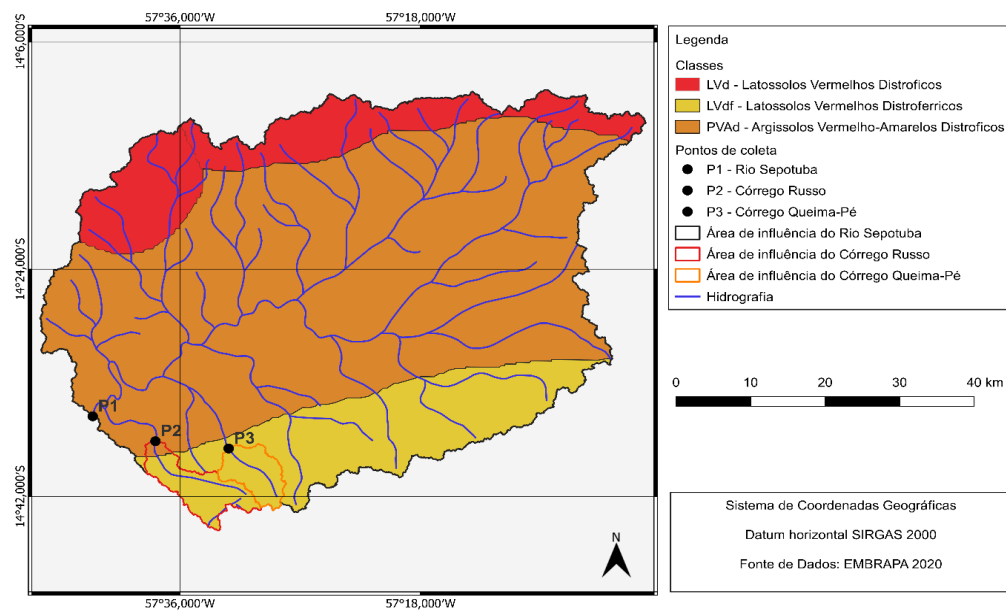 57°36,000'W
57°18,000'W
14°6,000'S
14°24,000'S
14°42,000'S
P1
P2
P3
57°36,000'W
57°18,000'W
Legenda
Classes
LVd - Latossolos Vermelhos Distroficos
LVdf - Latossolos Vermelhos Distroferricos
PVAd - Argissolos Vermelho-Amarelos Distroficos
Pontos de coleta
P1 - Rio Sepotuba
P2 - Córrego Russo
P3 - Córrego Queima-Pé
Área de influência do Rio Sepotuba
Área de influência do Córrego Russo
Área de influência do Córrego Queima-Pé
Hidrografia
0 10 20 30 40 km
Sistema de Coordenadas Geográficas
Datum horizontal SIRGAS 2000
Fonte de Dados: EMBRAPA 2020
N